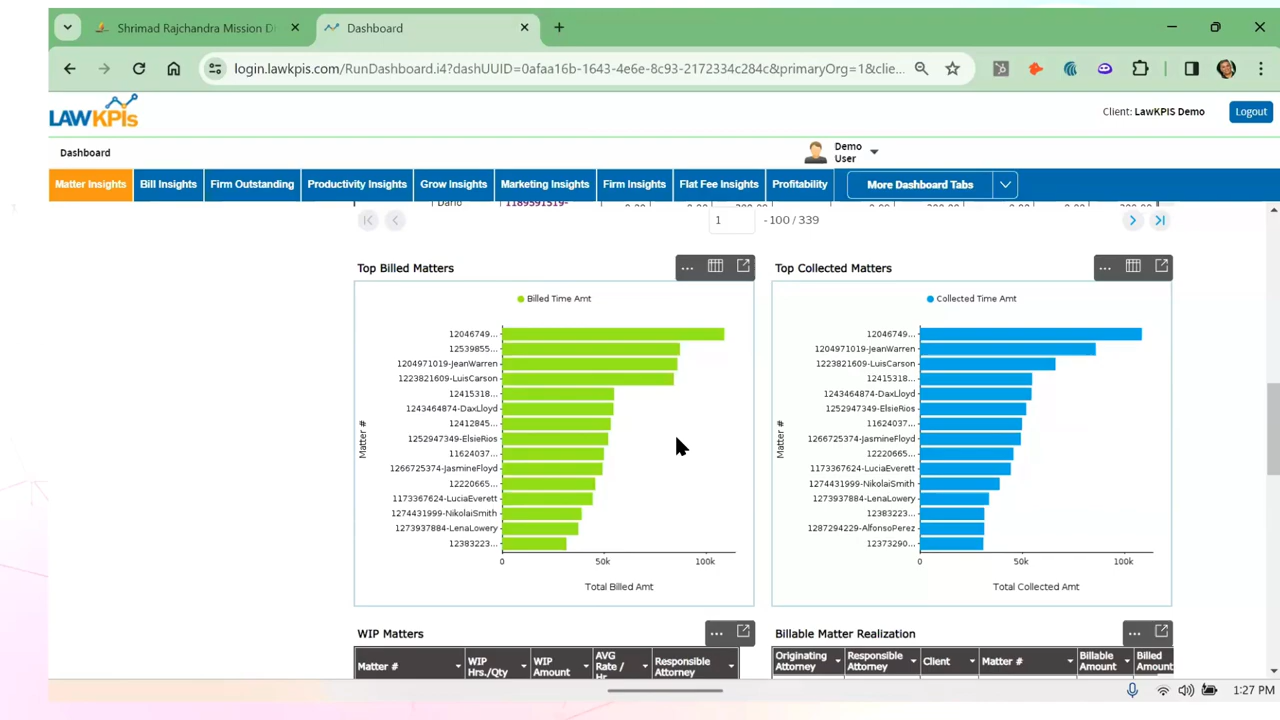 Shrimad Rajchandra Mission D
Dashboard
login.lawkpis.com/RunDashboard.i4?dashUUID=0afaa16b-1643-4e6e-8c93-2172334c284c&primaryOrg=1&clie...
LAWKPIs
Client: LawKPIS Demo
Logout
Dashboard
Demo
User
Matter Insights
Bill Insights
Firm Outstanding
Productivity Insights
Grow Insights
Marketing Insights
Firm Insights
Flat Fee Insights
Profitability
More Dashboard Tabs
Dario
1189591519-
1 - 100 / 339
Top Billed Matters
Billed Time Amt
Matter #
12046749...
12539855...
1204971019-JeanWarren
1223821609-LuisCarson
12415318...
1243464874-DaxLloyd
12412845...
1252947349-ElsieRios
11624037...
1266725374-JasmineFloyd
12220665...
1173367624-LuciaEverett
1274431999-NikolaiSmith
1273937884-LenaLowery
12383223...
0 50k 100k
Total Billed Amt
Top Collected Matters
Collected Time Amt
Matter #
12046749...
1204971019-JeanWarren
1223821609-LuisCarson
12415318...
1243464874-DaxLloyd
1252947349-ElsieRios
11624037...
1266725374-JasmineFloyd
12220665...
1173367624-LuciaEverett
1274431999-NikolaiSmith
1273937884-LenaLowery
12383223...
1287294229-AlfonsoPerez
12373290...
0 50k 100k
Total Collected Amt
WIP Matters
Matter #
WIP
Hrs./Qty
WIP
Amount
AVG
Rate /
Hr.
Responsible
Attorney
Billable Matter Realization
Originating
Attorney
Responsible
Attorney
Client
Matter #
Billable
Amount
Billed
Amount
1:27 PM